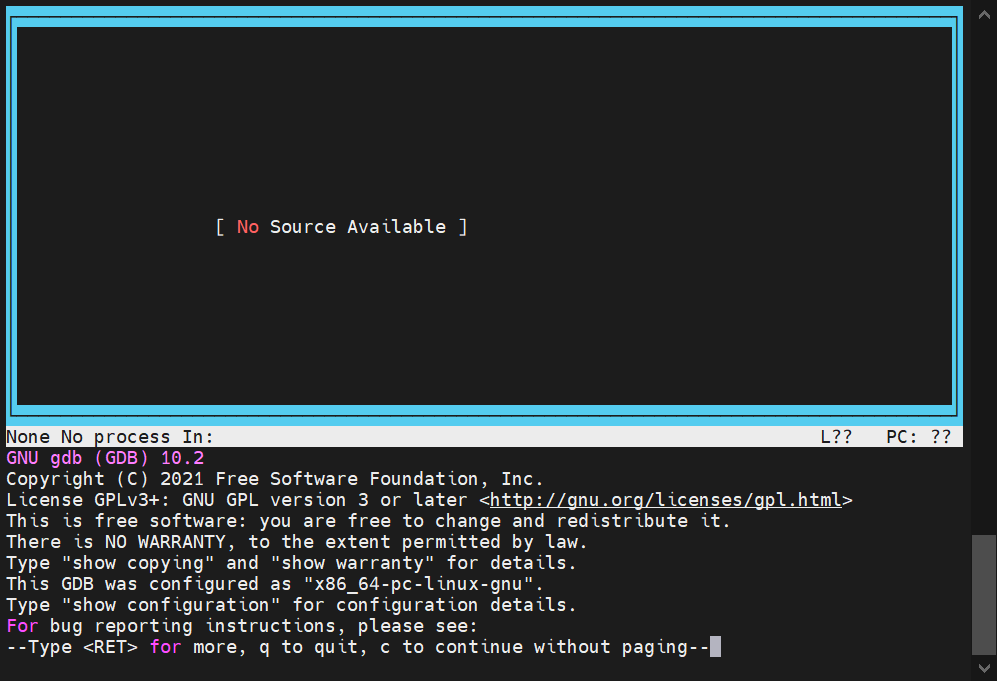 [ No Source Available ]
None No process In: L?? PC: ??
GNU gdb (GDB) 10.2
Copyright (C) 2021 Free Software Foundation, Inc.
License GPLv3+: GNU GPL version 3 or later <http://gnu.org/licenses/gpl.html>
This is free software: you are free to change and redistribute it.
There is NO WARRANTY, to the extent permitted by law.
Type "show copying" and "show warranty" for details.
This GDB was configured as "x86_64-pc-linux-gnu".
Type "show configuration" for configuration details.
For bug reporting instructions, please see:
--Type <RET> for more, q to quit, c to continue without paging--